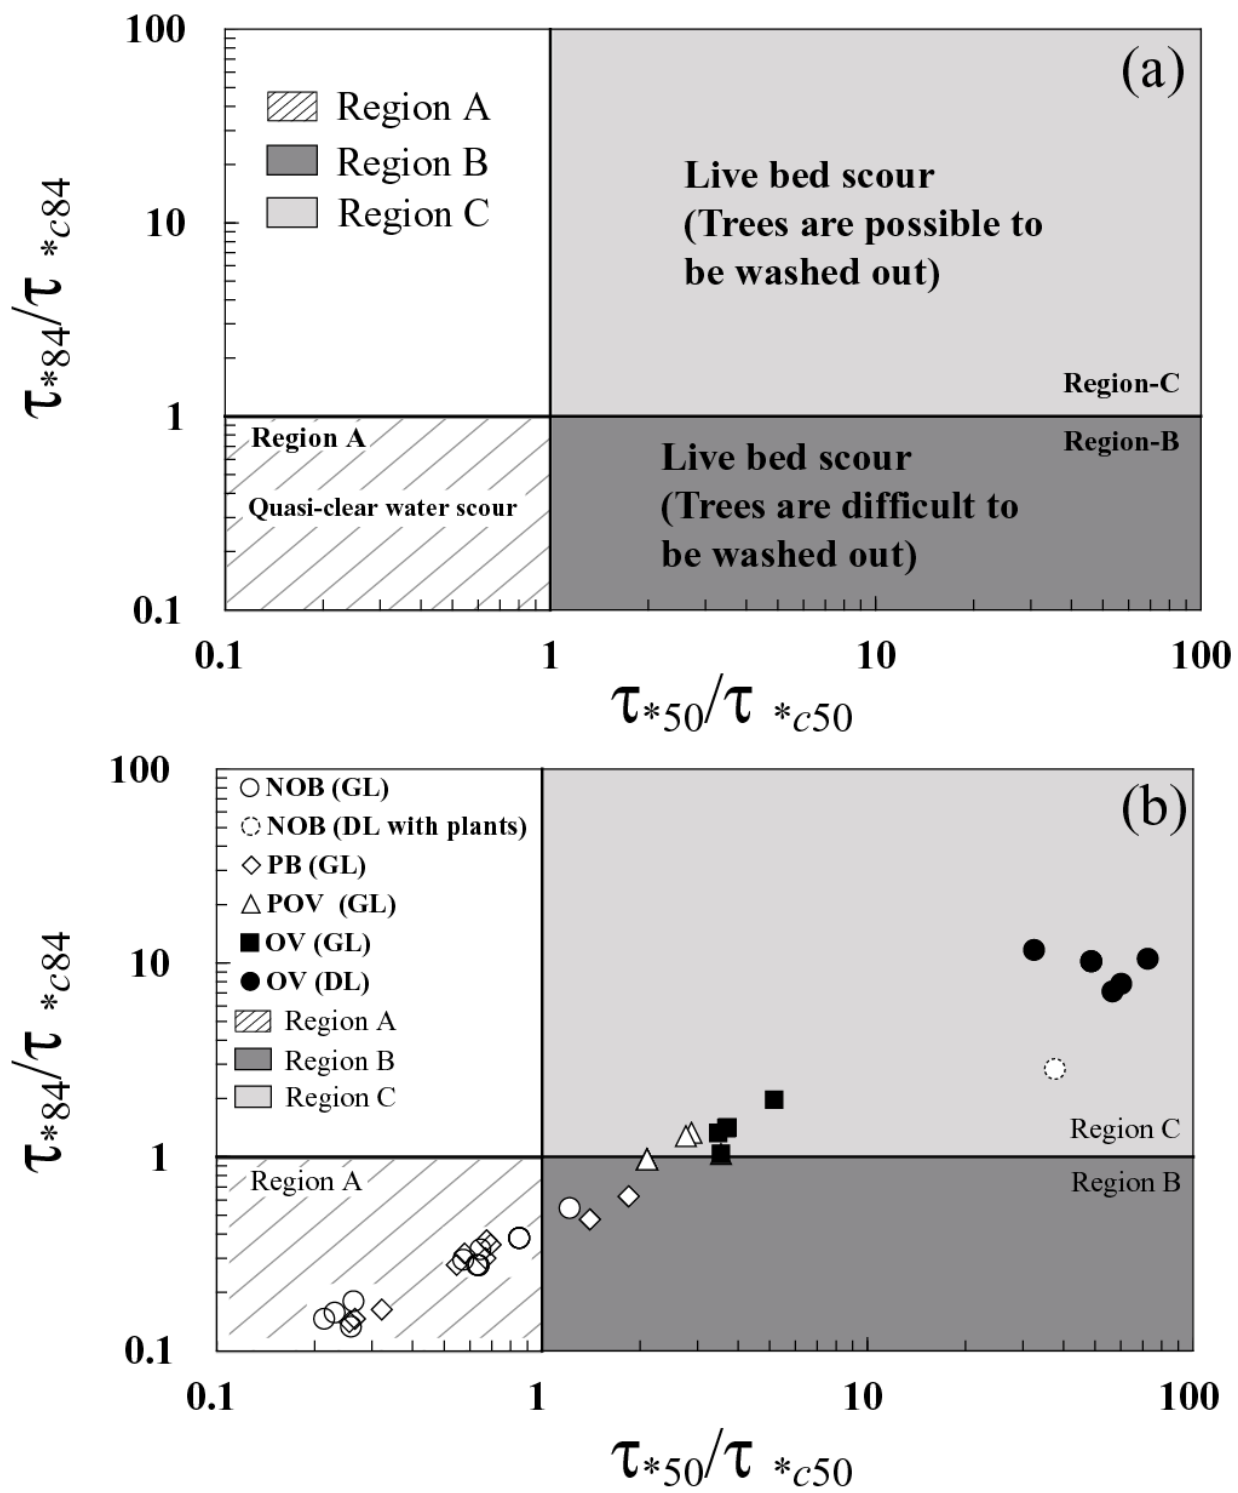 100
(a)
Region A
Region B
Region C
Live bed scour
(Trees are possible to
be washed out)
10
τ*84/τ *c84
Region-C
1
Region A
Region-B
Live bed scour
(Trees are difficult to
be washed out)
Quasi-clear water scour
0.1
0.1 1 10 100
τ*50/τ *c50
100
(b)
NOB (GL)
NOB (DL with plants)
PB (GL)
POV (GL)
OV (GL)
OV (DL)
Region A
Region B
Region C
10
τ*84/τ *c84
Region C
1
Region A
Region B
0.1
0.1 1 10 100
τ*50/τ *c50